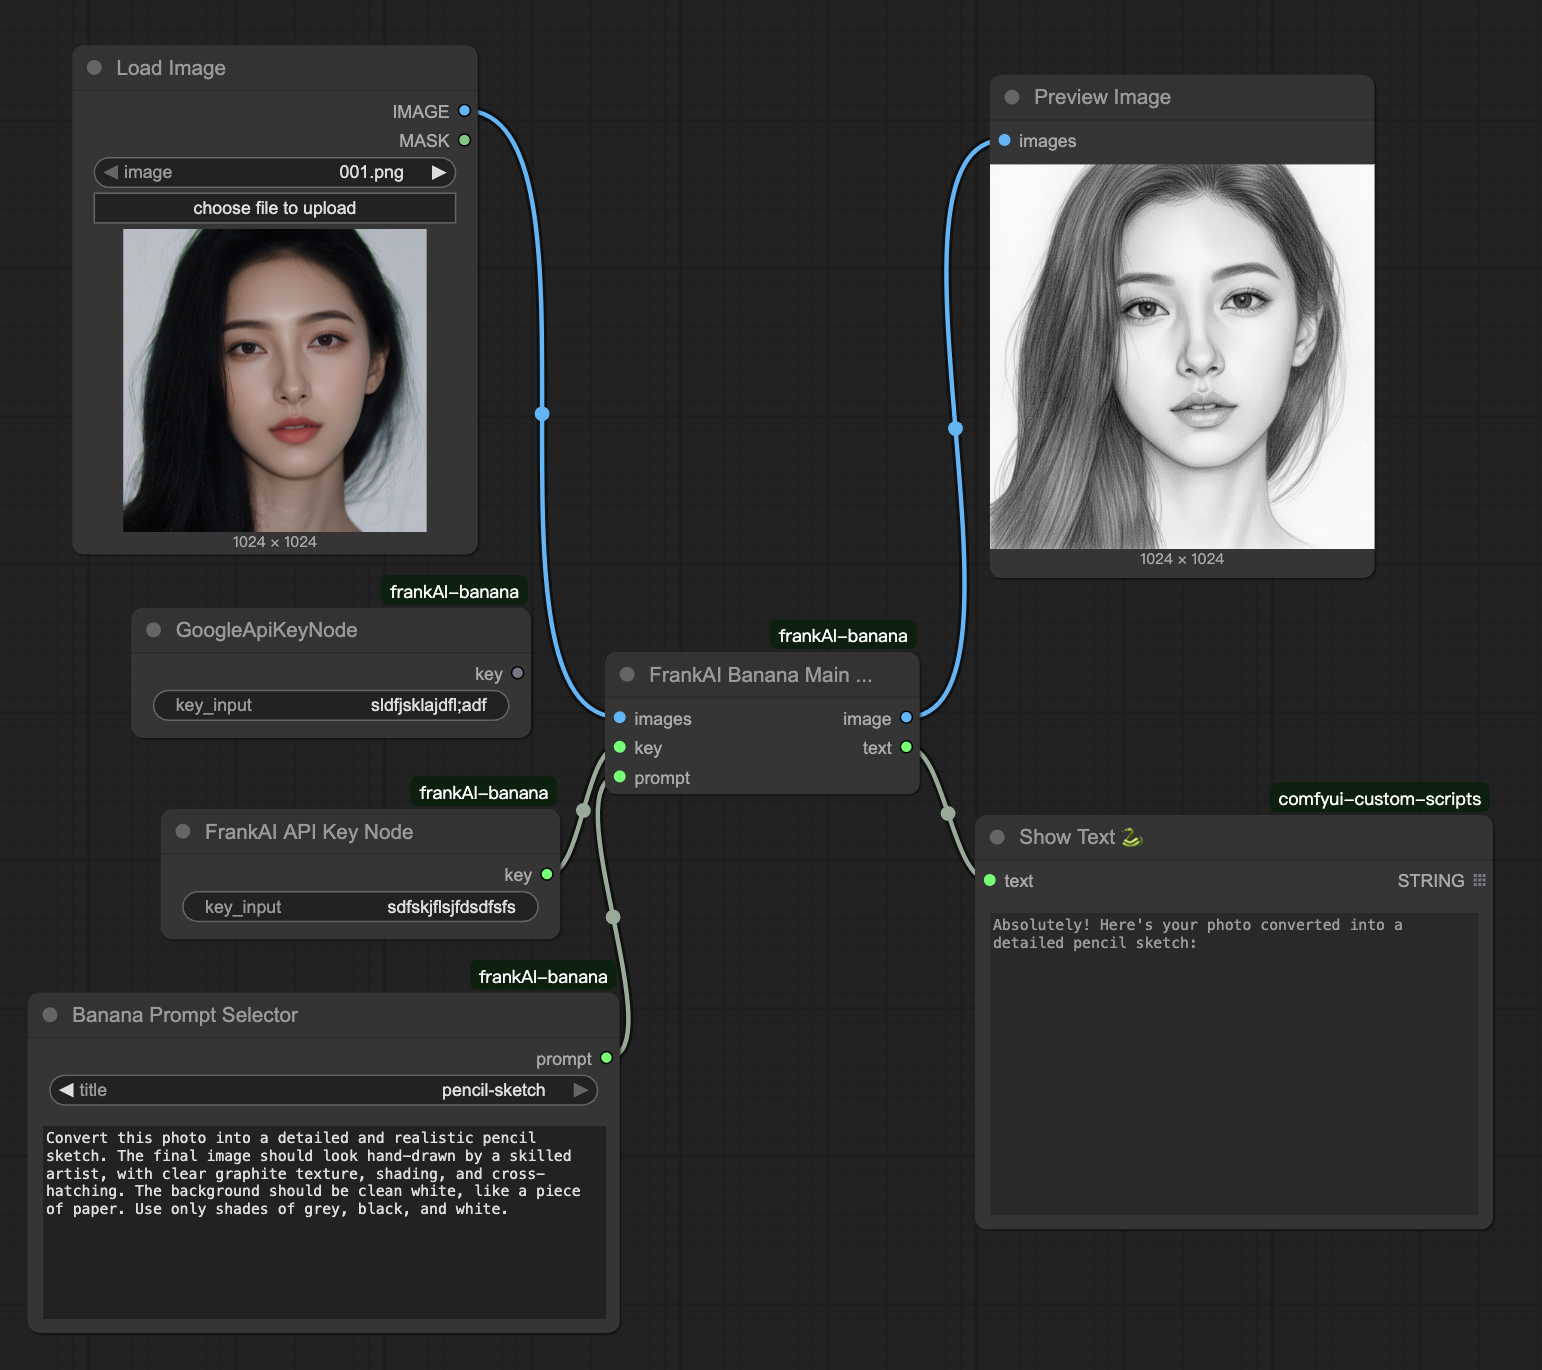 Load Image
IMAGE
MASK
image 001.png
choose file to upload
1024 × 1024
Preview Image
images
1024 × 1024
frankAI-banana
GoogleApiKeyNode
key
key_input sldfjsklajdfl;adf
frankAI-banana
FrankAI Banana Main ...
images image
key text
prompt
frankAI-banana
FrankAI API Key Node
key
key_input sdfskjflsjfdsdfsfs
frankAI-banana
Banana Prompt Selector
prompt
title pencil-sketch
Convert this photo into a detailed and realistic pencil
sketch. The final image should look hand-drawn by a skilled
artist, with clear graphite texture, shading, and cross-
hatching. The background should be clean white, like a piece
of paper. Use only shades of grey, black, and white.
comfyui-custom-scripts
Show Text 🐍
text STRING
Absolutely! Here's your photo converted into a
detailed pencil sketch: